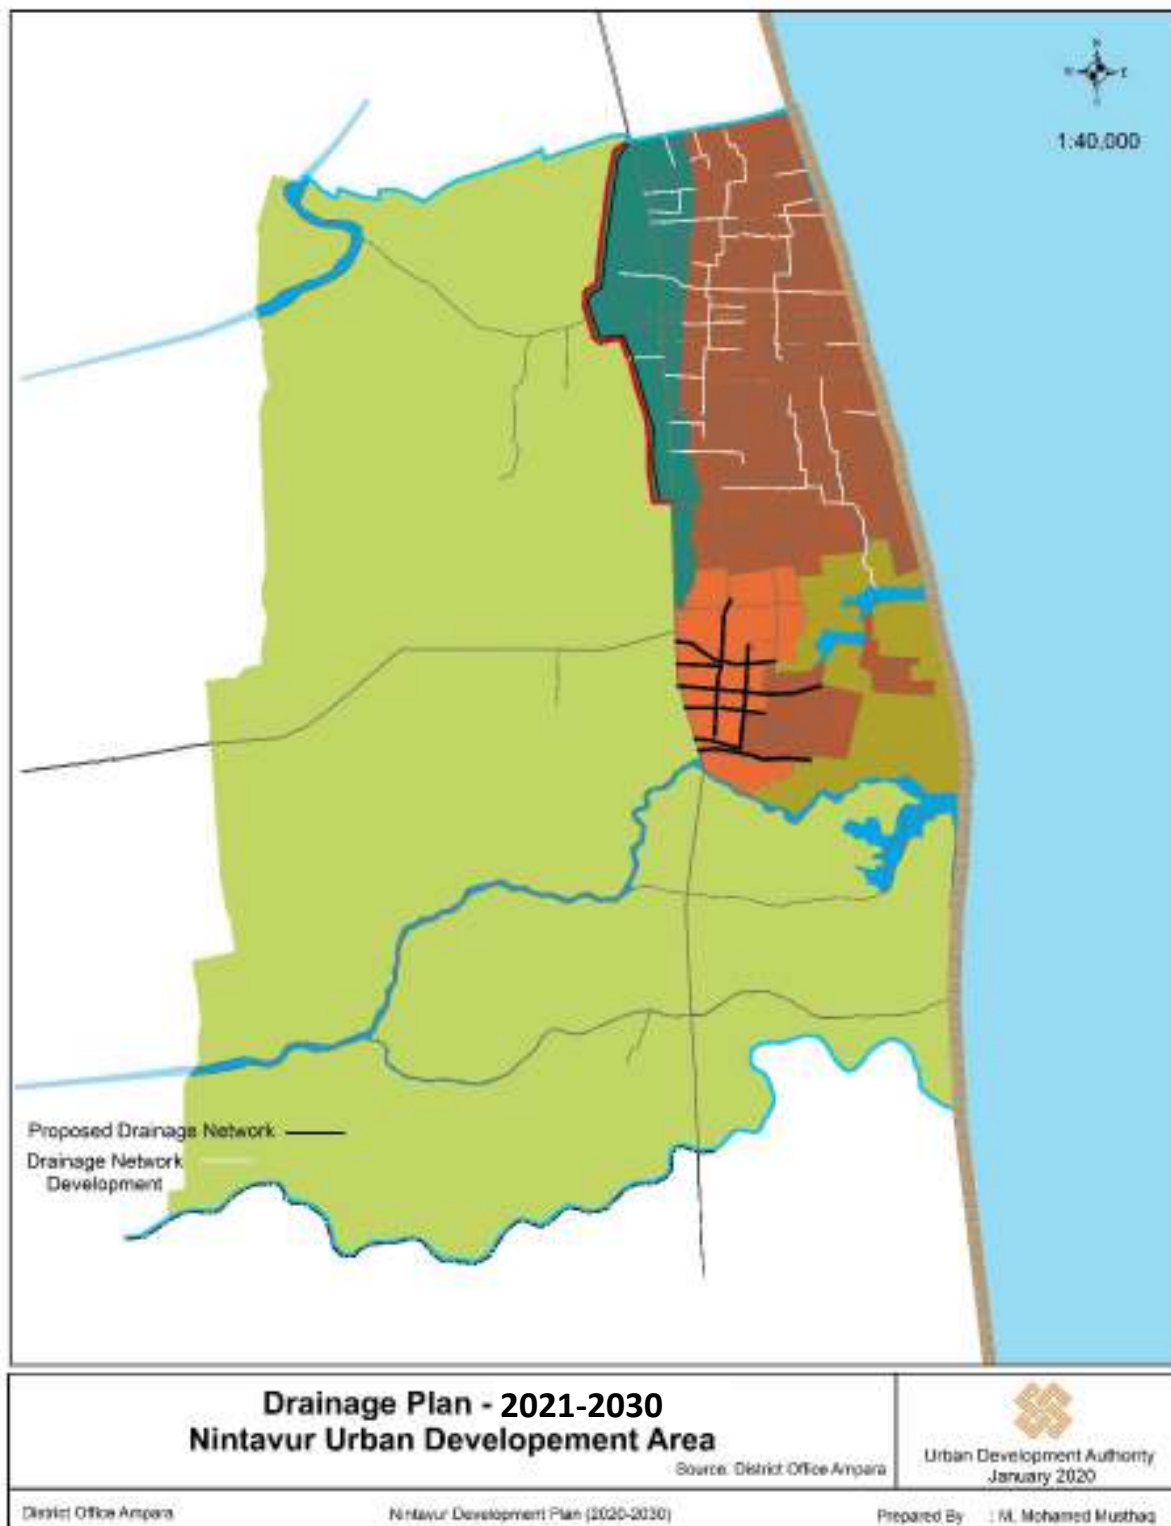 N
W E
S
1:40,000
Proposed Drainage Network
Drainage Network
Development
Drainage Plan - 2021-2030
Nintavur Urban Developement Area
Source: District Office Ampara
Urban Development Authority
January 2020
District Office Ampara
Nintavur Development Plan (2020-2030)
Prepared By : M. Mohamed Musthaq